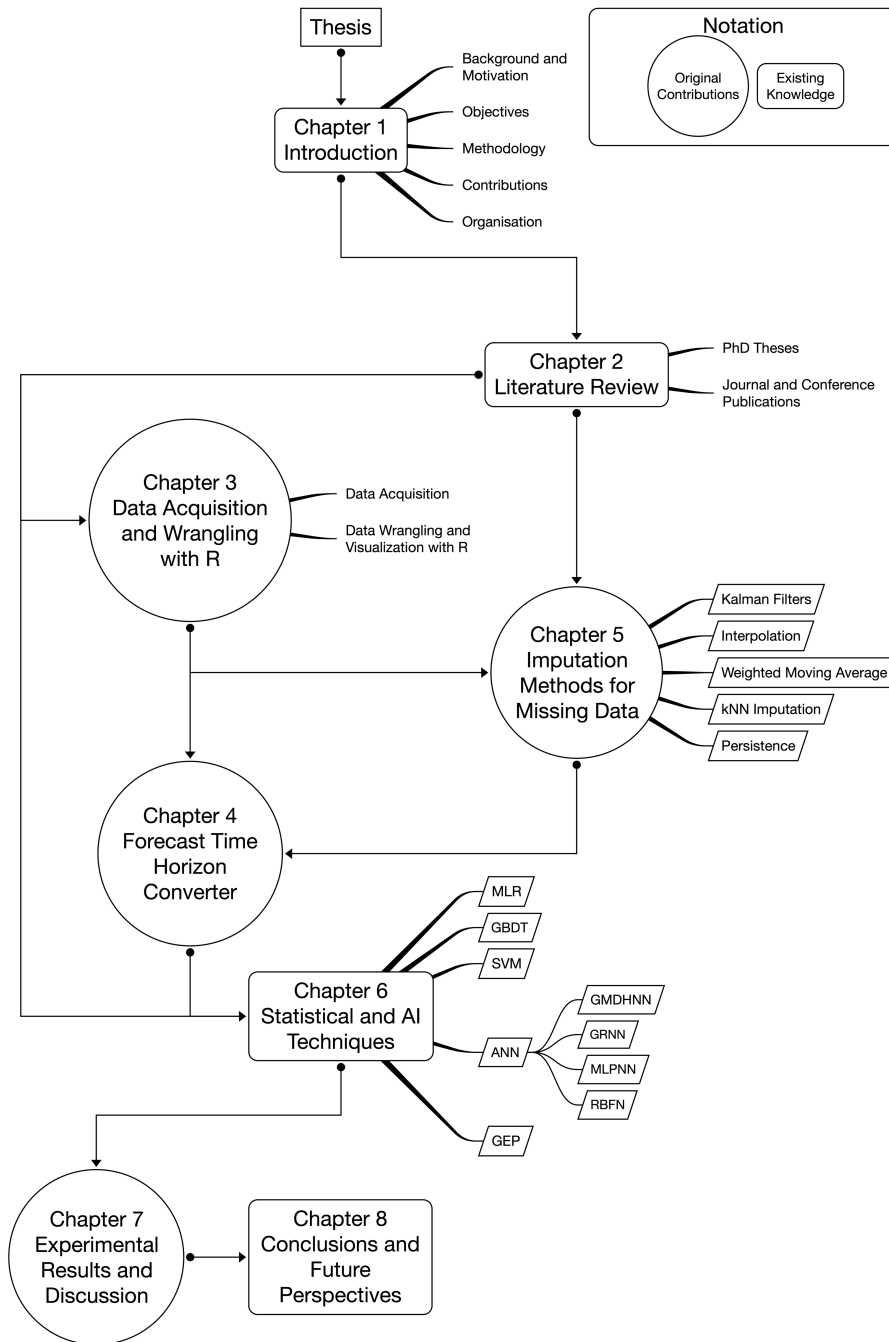 Thesis
Notation
Original
Contributions
Existing
Knowledge
Chapter 1
Introduction
Background and
Motivation
Objectives
Methodology
Contributions
Organisation
Chapter 2
Literature Review
PhD Theses
Journal and Conference
Publications
Chapter 3
Data Acquisition
and Wrangling
with R
Data Acquisition
Data Wrangling and
Visualization with R
Chapter 5
Imputation
Methods for
Missing Data
Kalman Filters
Interpolation
Weighted Moving Average
kNN Imputation
Persistence
Chapter 4
Forecast Time
Horizon
Converter
Chapter 6
Statistical and AI
Techniques
MLR
GBDT
SVM
ANN
GMDHNN
GRNN
MLPNN
RBFN
GEP
Chapter 7
Experimental
Results and
Discussion
Chapter 8
Conclusions and
Future
Perspectives